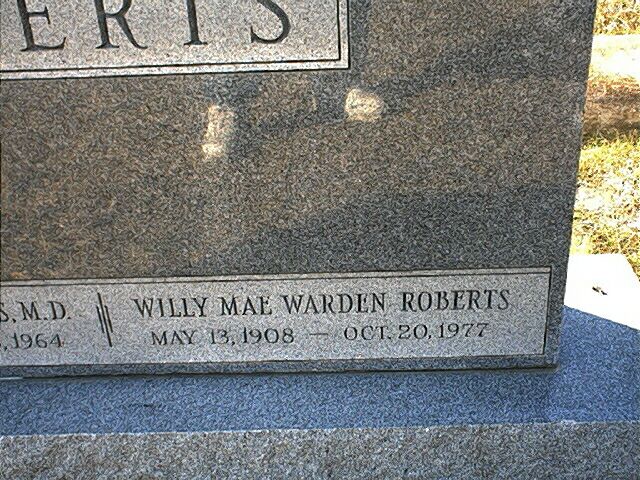 ERTS
S, M.D.
WILLY MAE WARDEN ROBERTS
, 1964
MAY 13, 1908 — OCT. 20, 1977